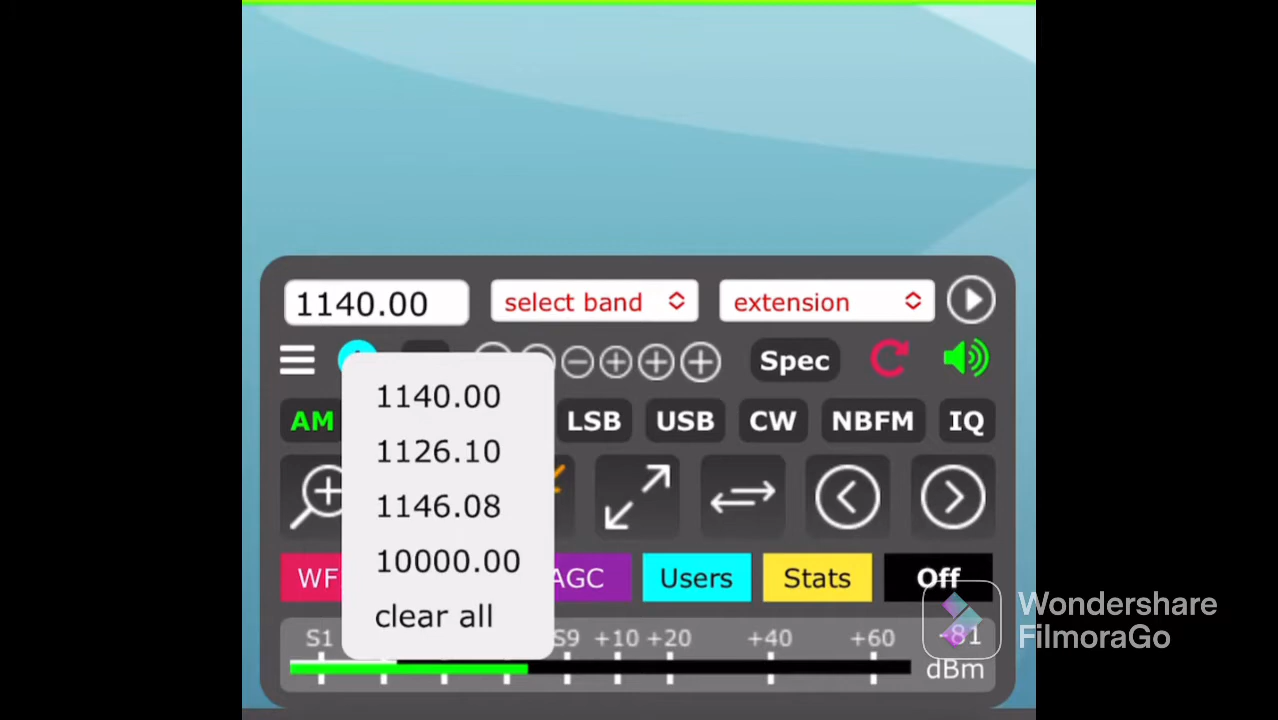 1140.00 select band extension
Spec
1140.00
AM LSB USB CW NBFM IQ
1126.10
1146.08
10000.00
WF AGC Users Stats Off
clear all
S1 S9 +10 +20 +40 +60 -81
dBm
Wondershare
FilmoraGo